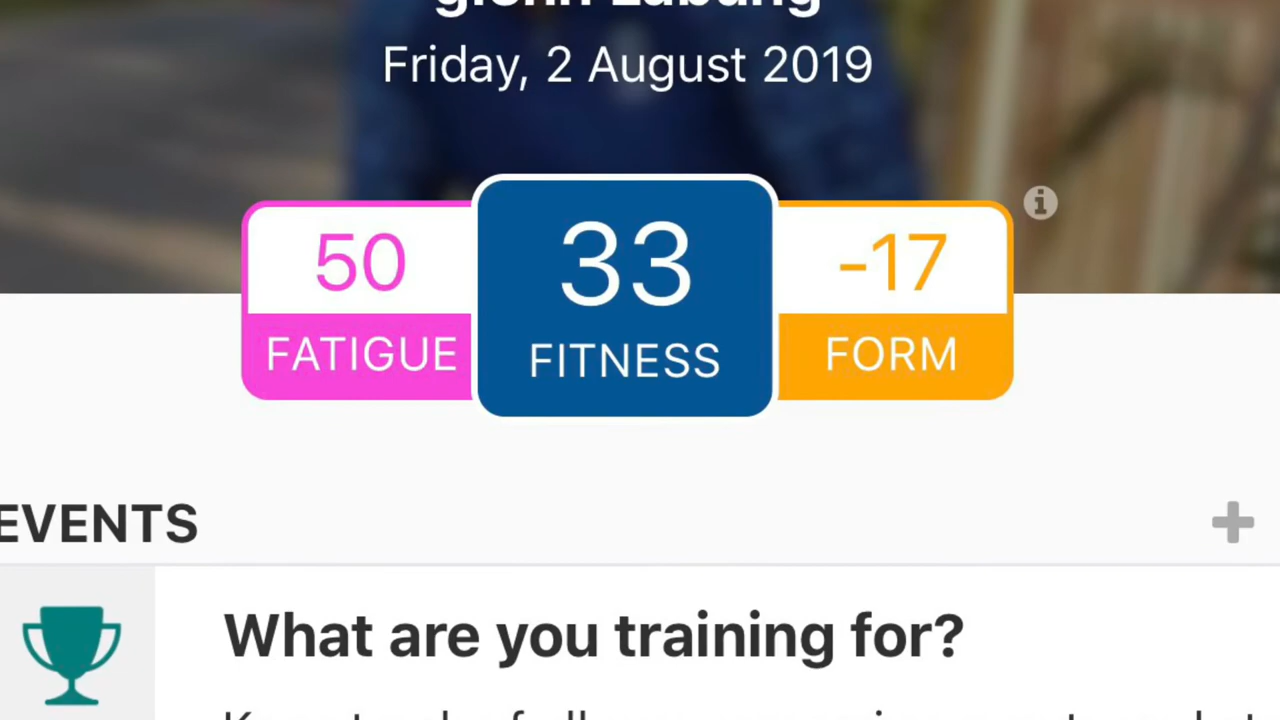 Friday, 2 August 2019
50 33 -17
FATIGUE FITNESS FORM
EVENTS
What are you training for?